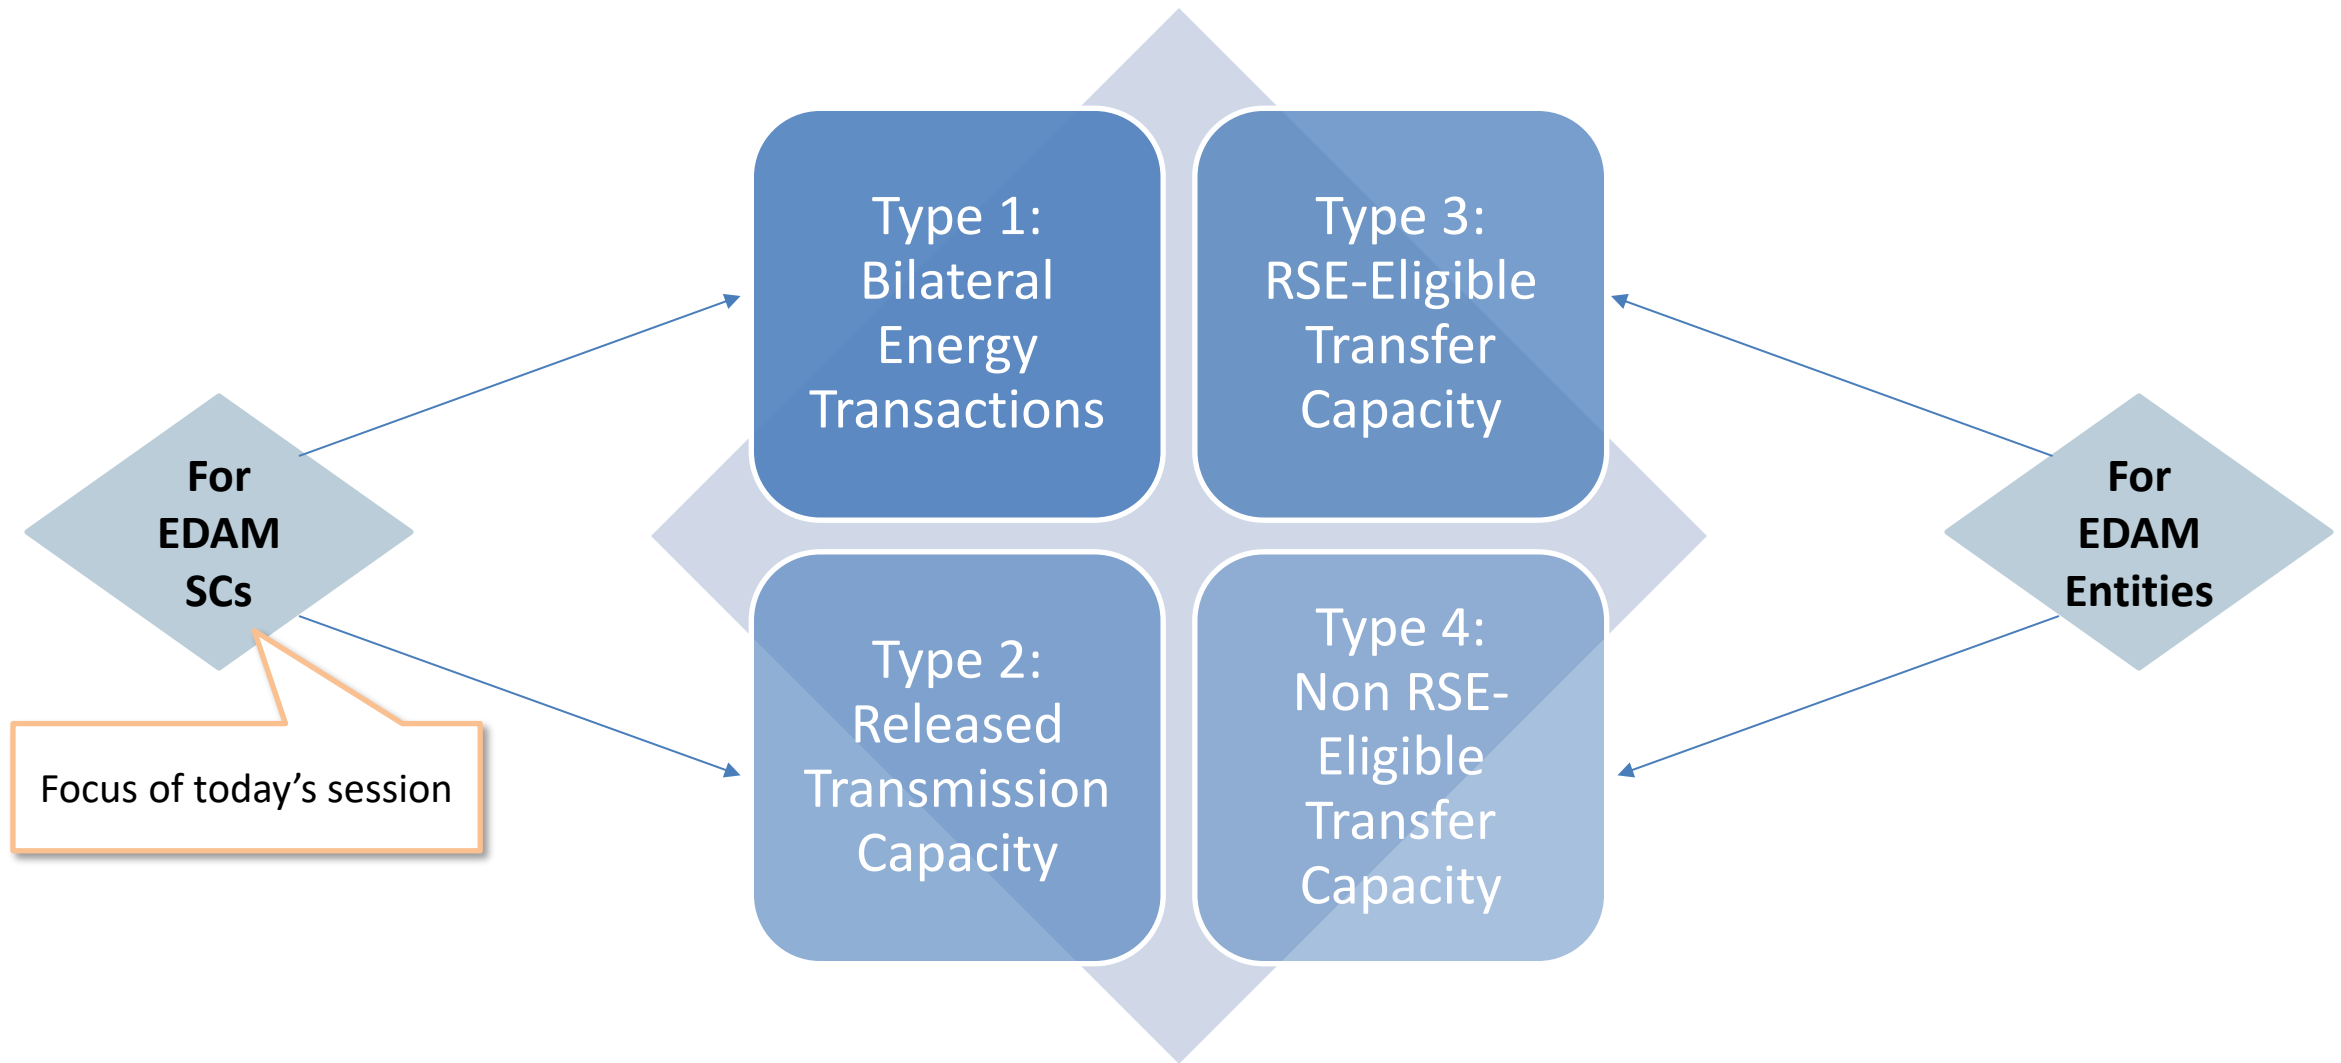 For
EDAM
SCs
Focus of today’s session
Type 1:
Bilateral
Energy
Transactions
Type 3:
RSE-Eligible
Transfer
Capacity
Type 2:
Released
Transmission
Capacity
Type 4:
Non RSE-
Eligible
Transfer
Capacity
For
EDAM
Entities